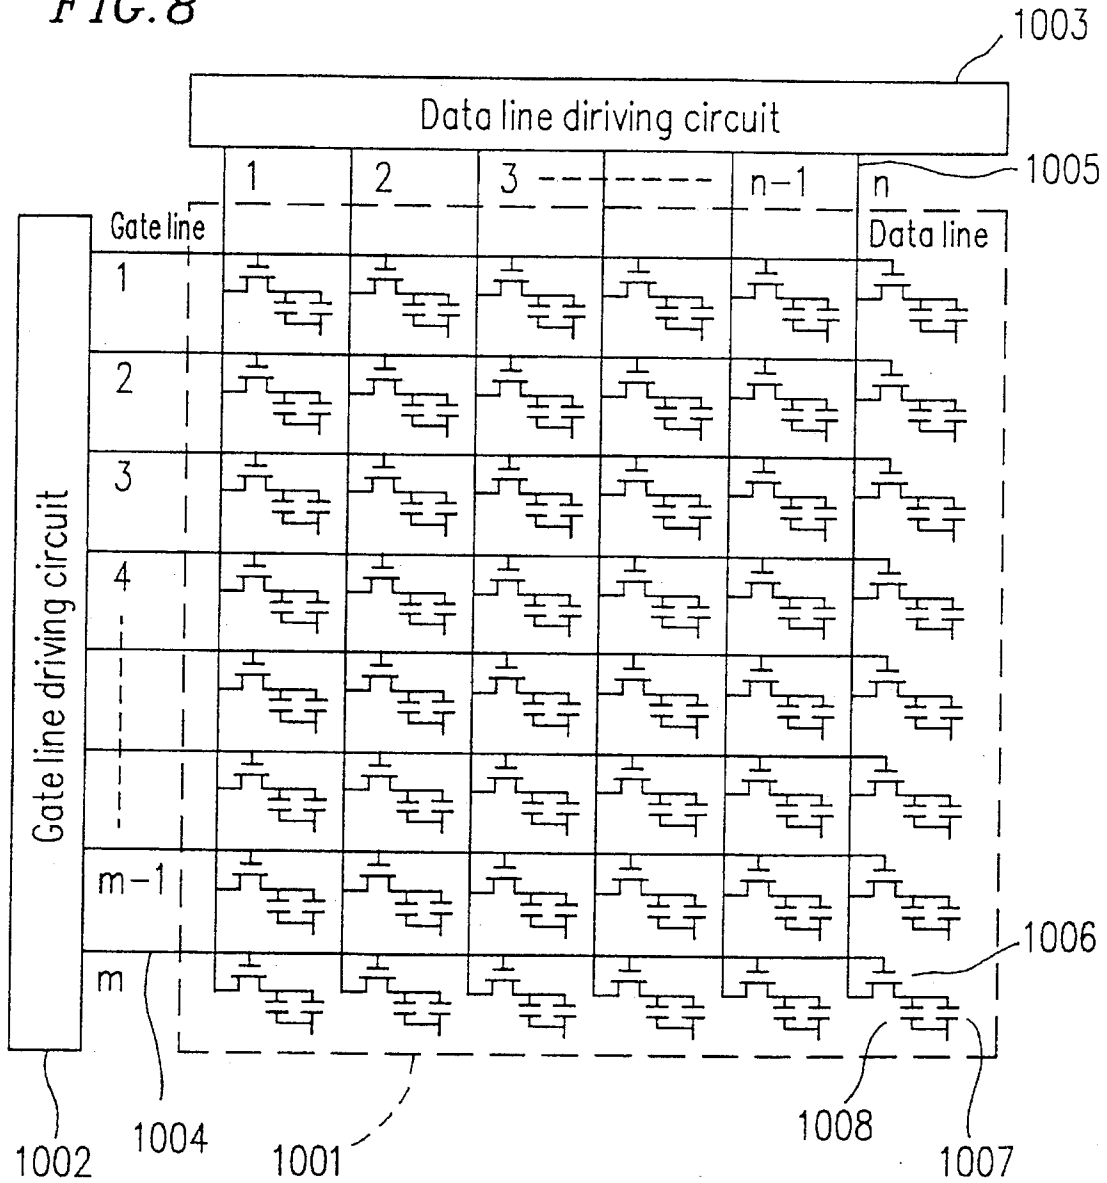 FIG. 8
1003
Data line diriving circuit
1 2 3 n-1 n
1005
Gate line
Data line
1
2
3
4
m-1
m
Gate line driving circuit
1006
1008
1007
1004
1002
1001